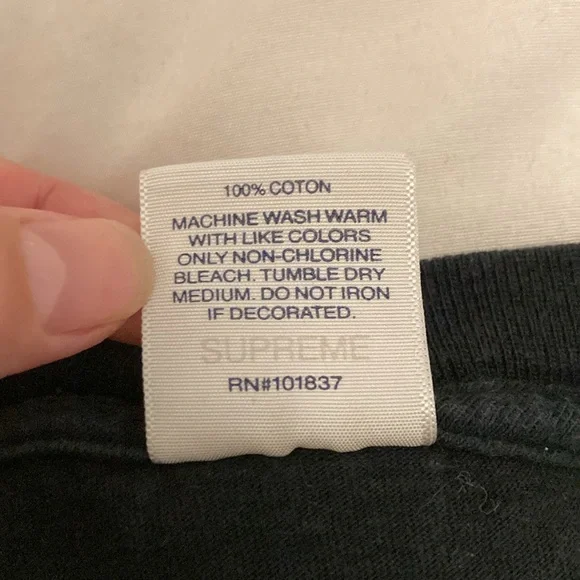 100% COTON
MACHINE WASH WARM
WITH LIKE COLORS
ONLY NON-CHLORINE
BLEACH. TUMBLE DRY
MEDIUM. DO NOT IRON
IF DECORATED.
SUPREME
RN#101837